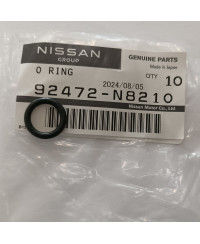 NISSAN
GROUP
GENUINE PARTS
Made in Japan
O RING
2024/08/05
QTY 10
92472-N8210
Nissan Motor Co., Ltd.